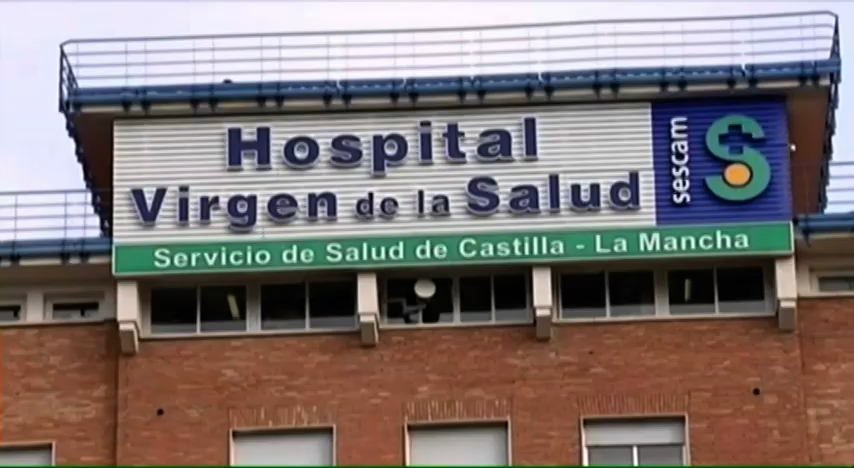 Hospital
Virgen de la Salud
sescam
Servicio de Salud de Castilla - La Mancha